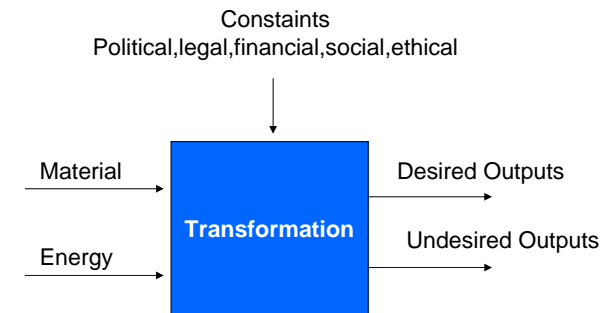 Constaints
Political,legal,financial,social,ethical
Material
Desired Outputs
Transformation
Undesired Outputs
Energy